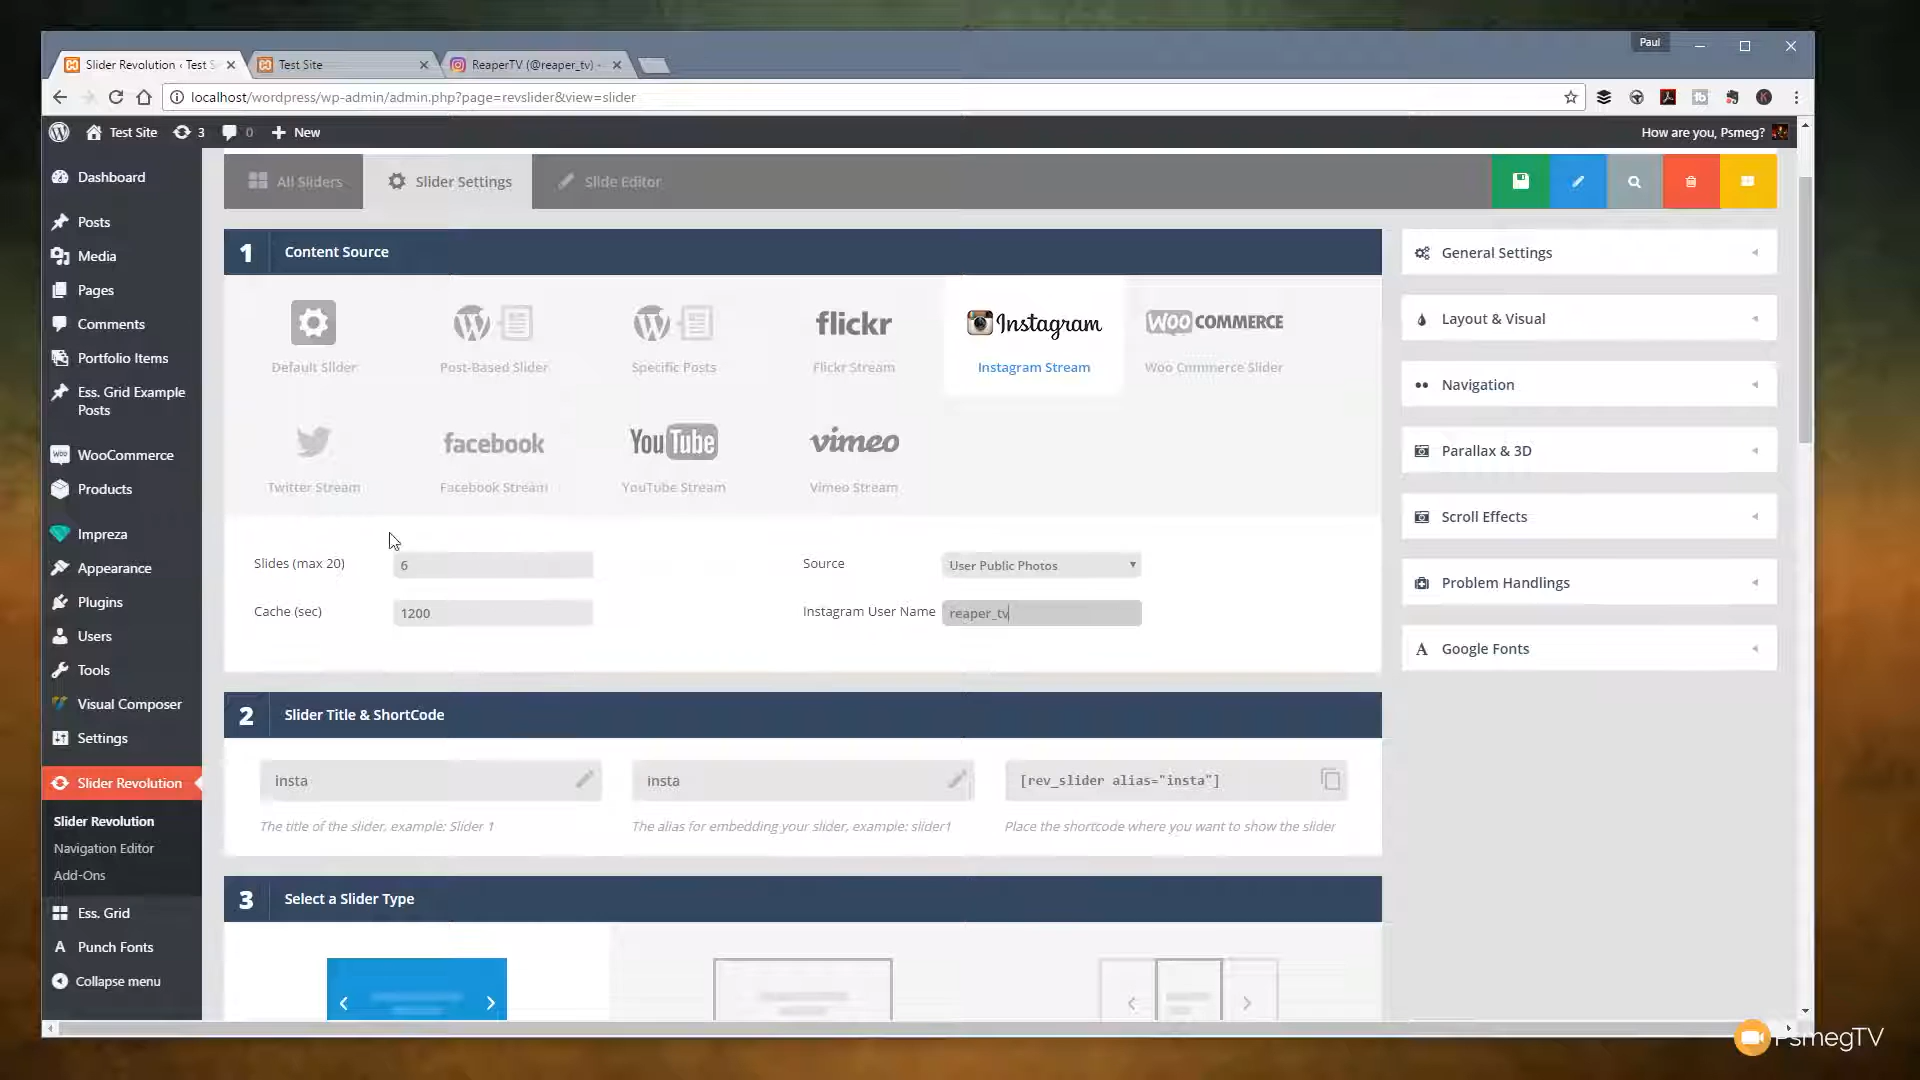 Paul
Slider Revolution ‹ Test S
Test Site
ReaperTV (@reaper_tv) -
localhost/wordpress/wp-admin/admin.php?page=revslider&view=slider
Test Site
3
0
New
How are you, Psmeg?
Dashboard
Posts
Media
Pages
Comments
Portfolio Items
Ess. Grid Example
Posts
WooCommerce
Products
Impreza
Appearance
Plugins
Users
Tools
Visual Composer
Settings
Slider Revolution
Slider Revolution
Navigation Editor
Add-Ons
Ess. Grid
Punch Fonts
Collapse menu
All Sliders
Slider Settings
Slide Editor
1
Content Source
flickr
Instagram
WOO COMMERCE
Default Slider
Post-Based Slider
Specific Posts
Flickr Stream
Instagram Stream
Woo Commerce Slider
facebook
YouTube
vimeo
Twitter Stream
Facebook Stream
YouTube Stream
Vimeo Stream
Slides (max 20)
6
Source
User Public Photos
Cache (sec)
1200
Instagram User Name
reaper_tv
2
Slider Title & ShortCode
insta
insta
[rev_slider alias="insta"]
The title of the slider, example: Slider 1
The alias for embedding your slider, example: slider1
Place the shortcode where you want to show the slider
3
Select a Slider Type
General Settings
Layout & Visual
Navigation
Parallax & 3D
Scroll Effects
Problem Handlings
Google Fonts
PsmegTV